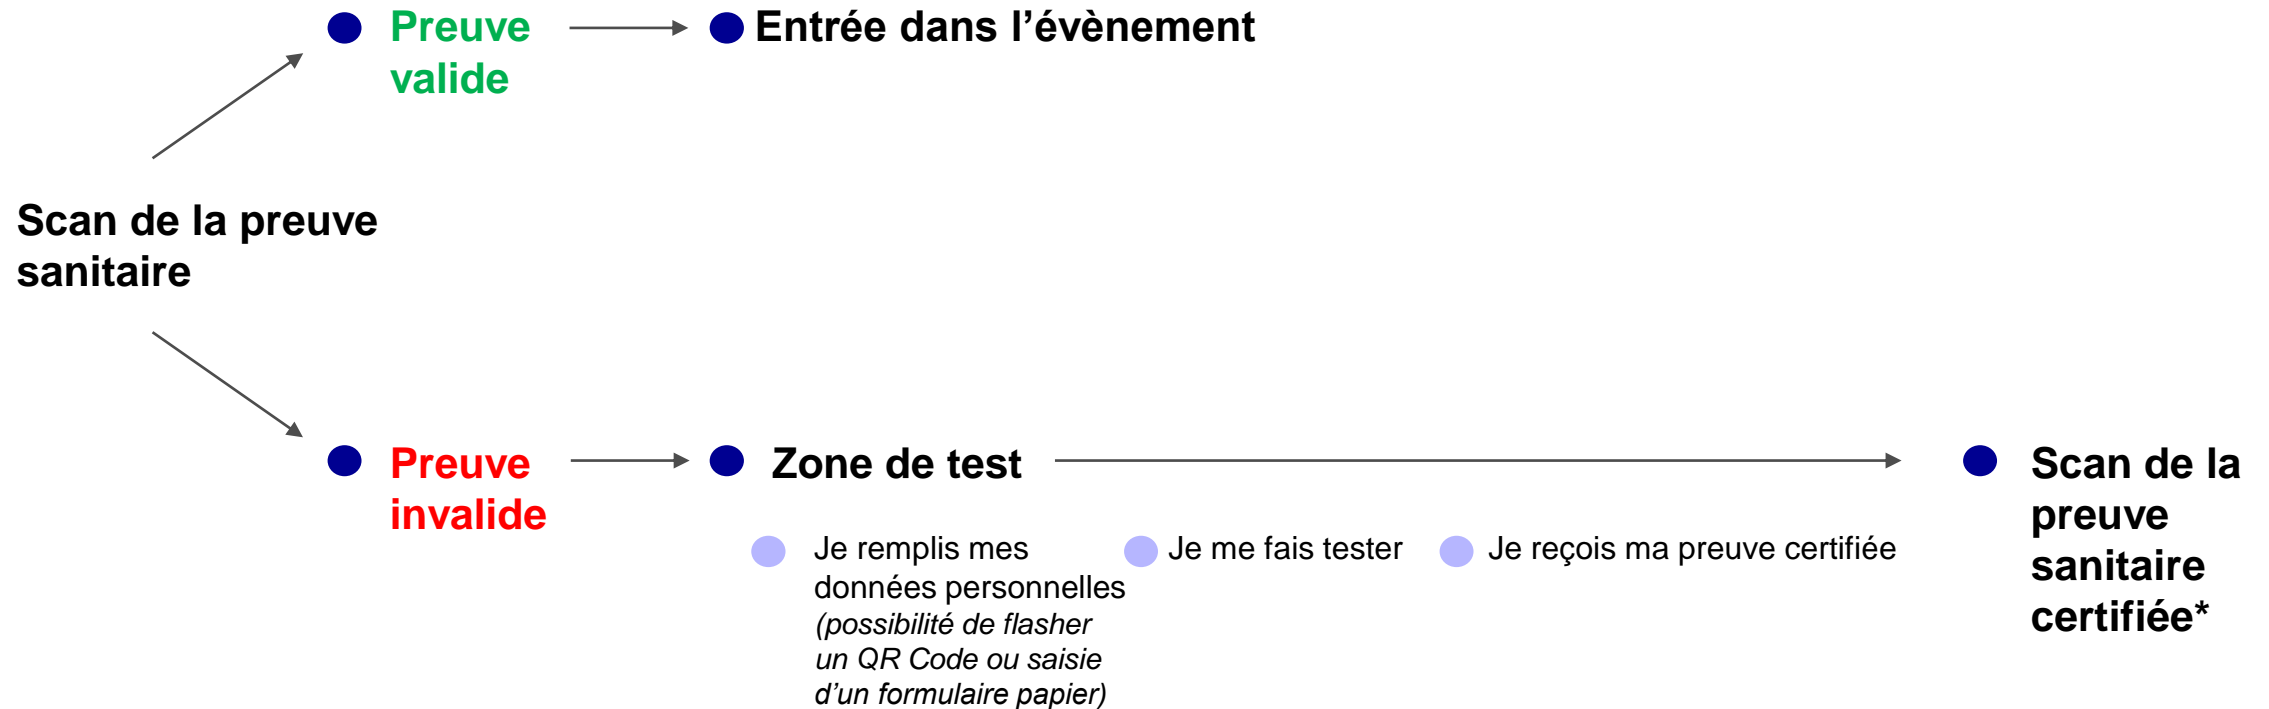 Preuve
valide
Entrée dans l’évènement
Scan de la preuve
sanitaire
Preuve
invalide
Zone de test
Je remplis mes
données personnelles
(possibilité de flasher
un QR Code ou saisie
d’un formulaire papier)
Je me fais tester
Je reçois ma preuve certifiée
Scan de la
preuve
sanitaire
certifiée*